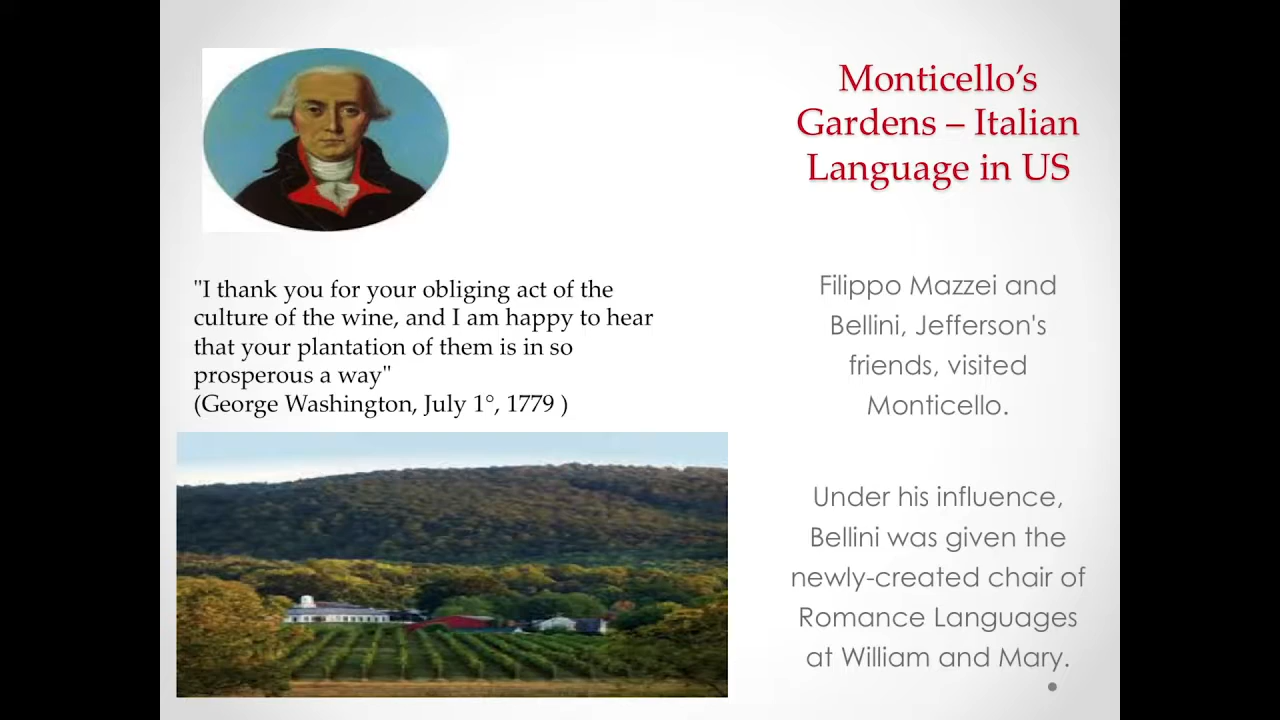 Monticello’s
Gardens – Italian
Language in US
"I thank you for your obliging act of the
culture of the wine, and I am happy to hear
that your plantation of them is in so
prosperous a way"
(George Washington, July 1°, 1779 )
Filippo Mazzei and
Bellini, Jefferson's
friends, visited
Monticello.
Under his influence,
Bellini was given the
newly-created chair of
Romance Languages
at William and Mary.